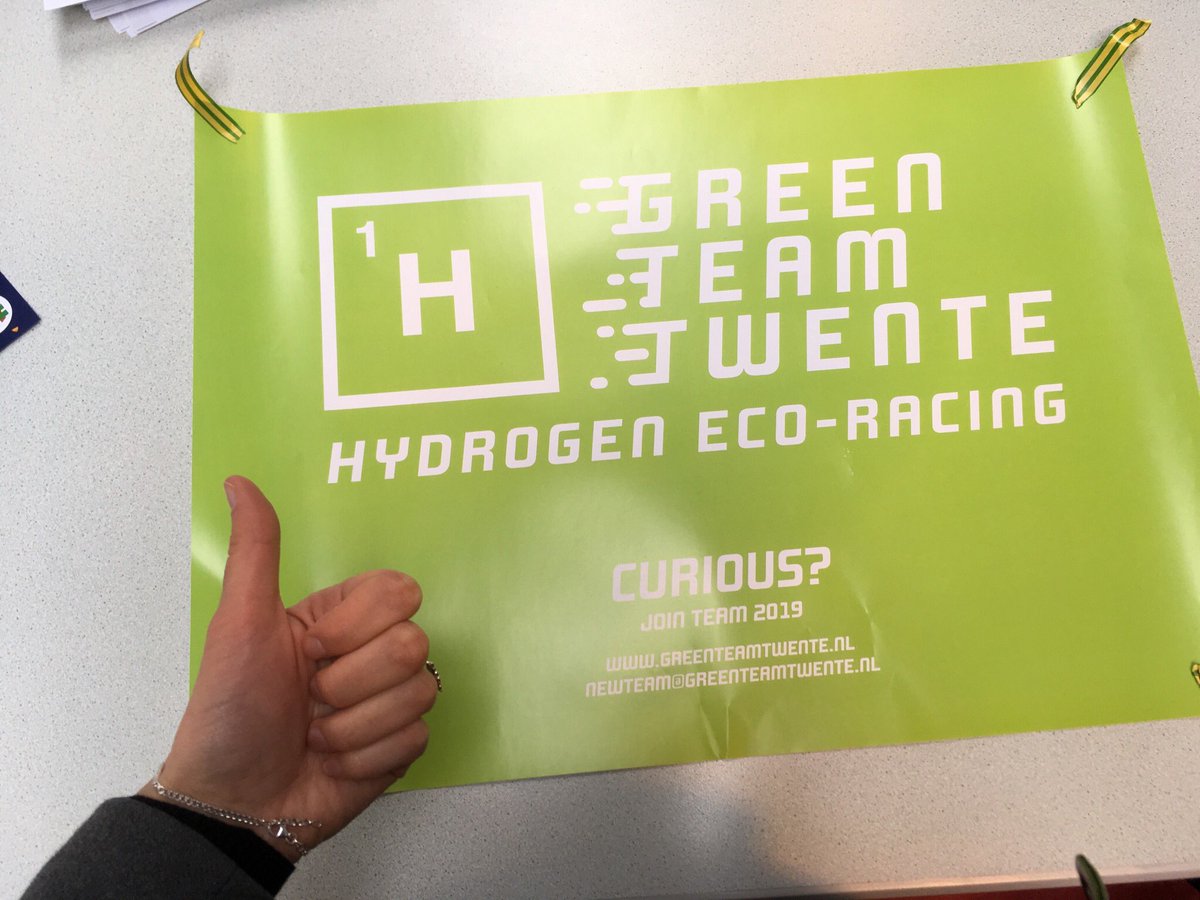 1
H
GREEN
TEAM
TWENTE
HYDROGEN ECO-RACING
CURIOUS?
JOIN TEAM 2019
WWW.GREENTEAMTWENTE.NL
NEWTEAM@GREENTEAMTWENTE.NL